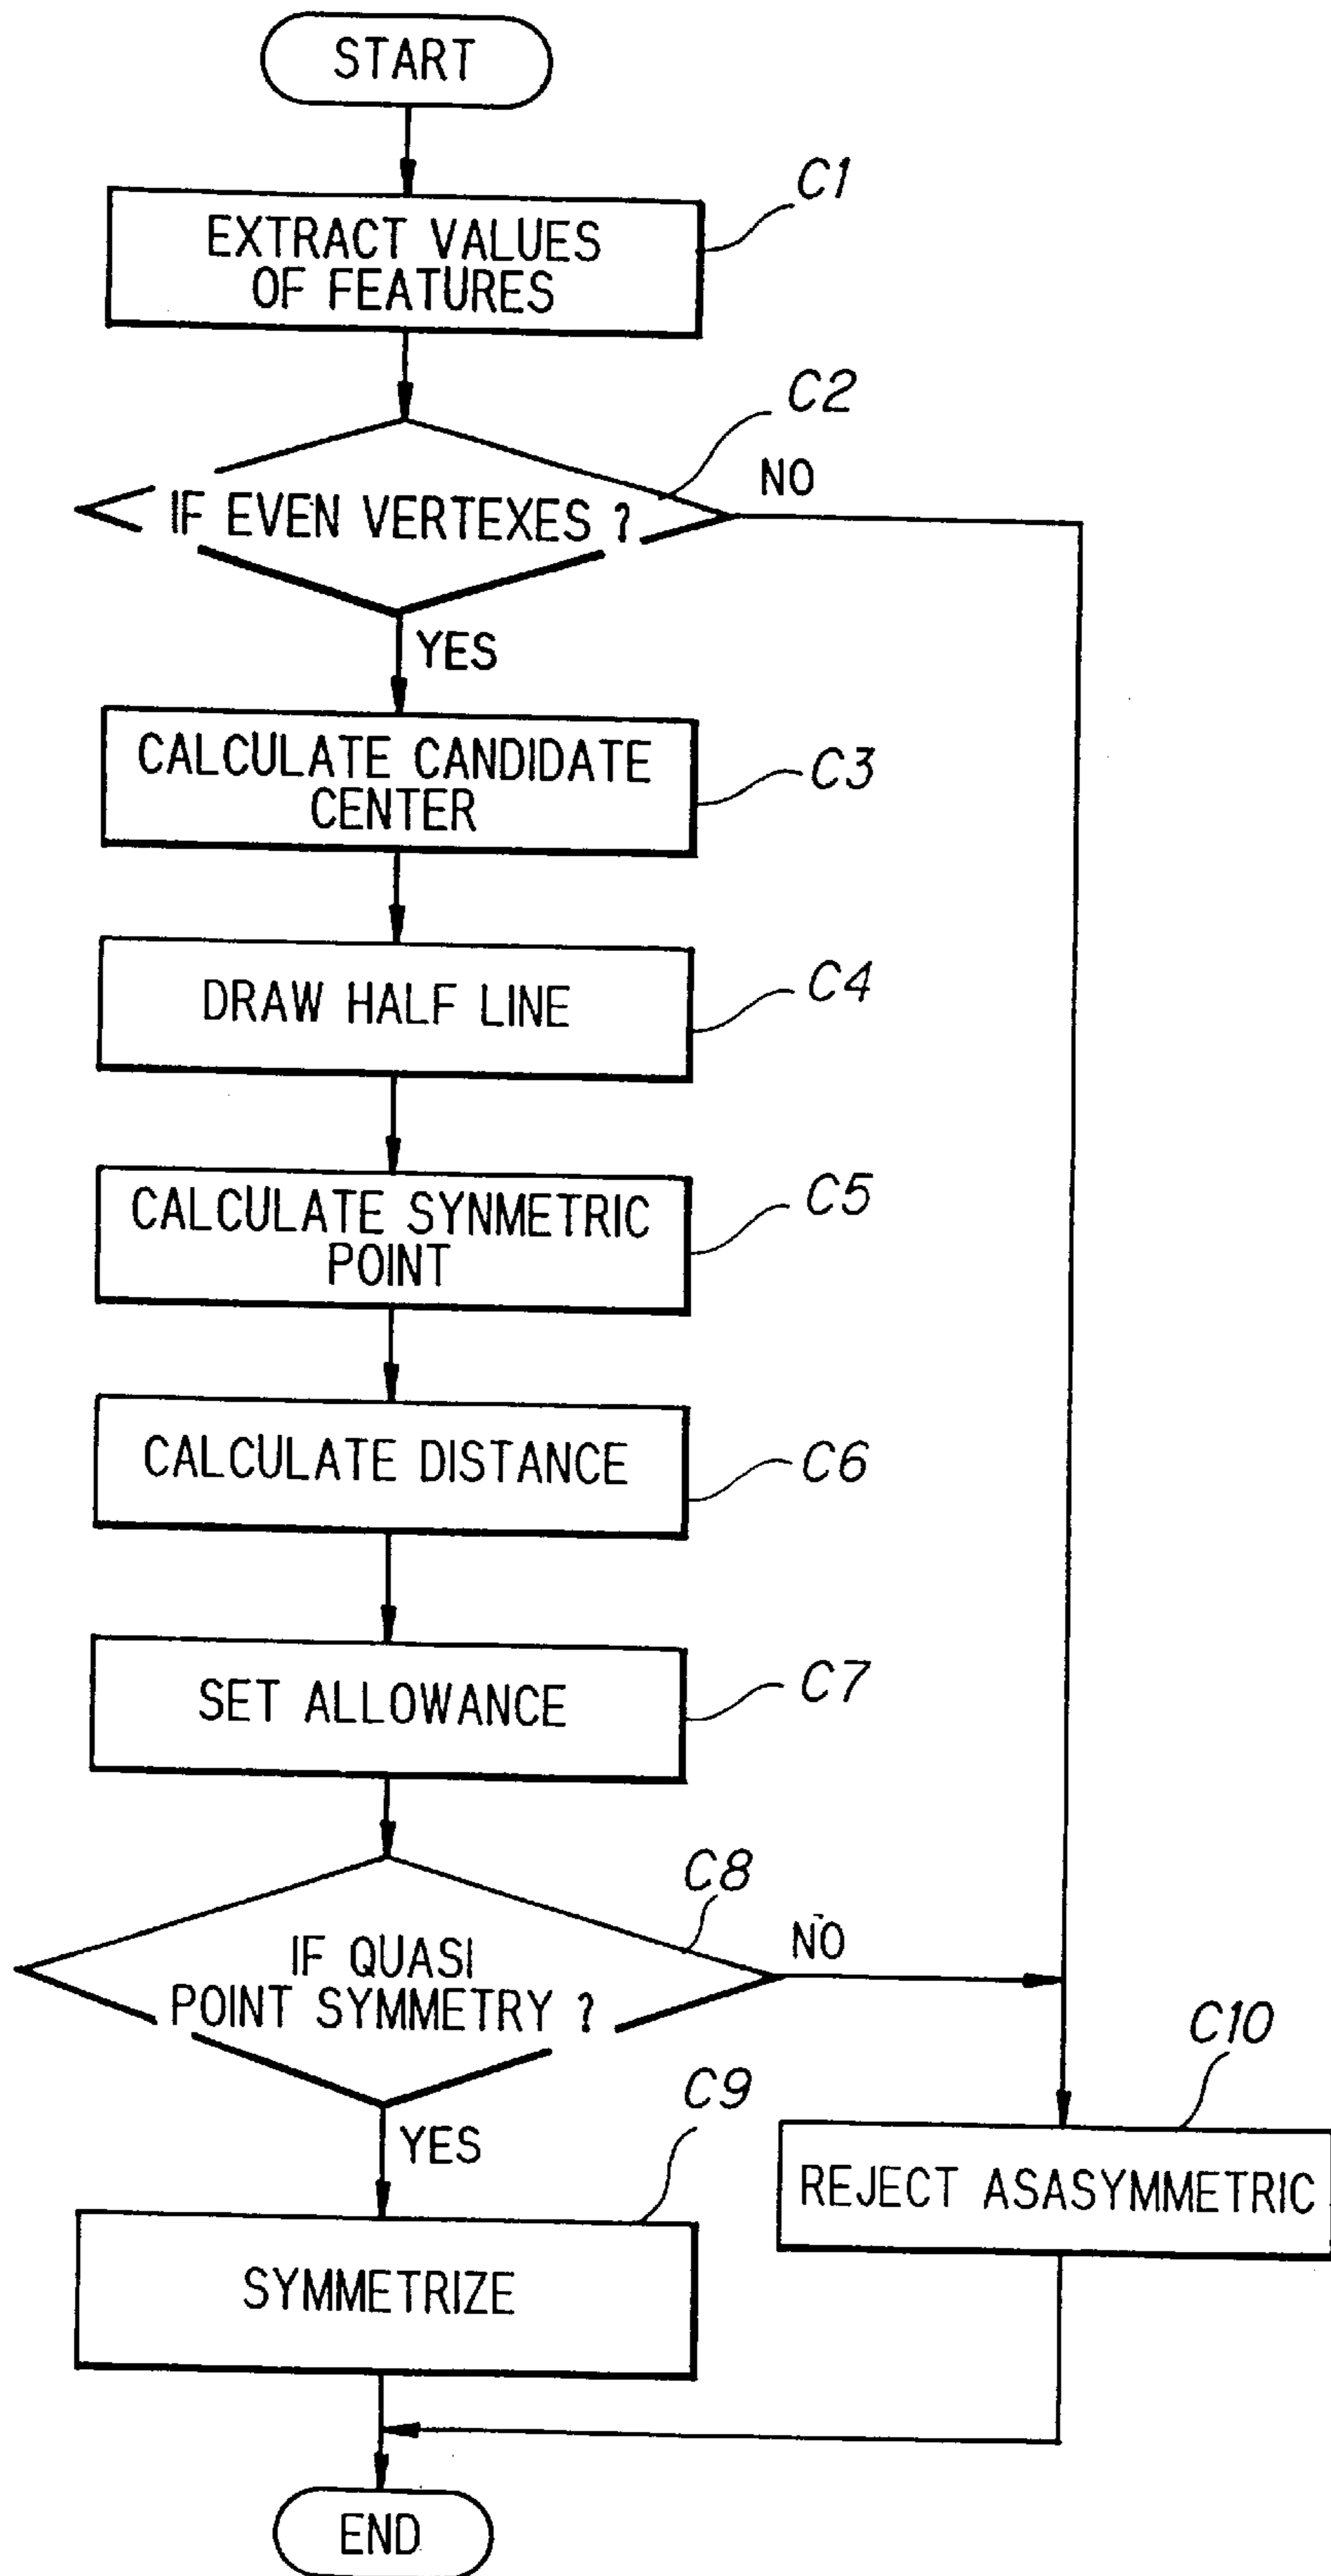 START
C1
EXTRACT VALUES
OF FEATURES
C2
NO
IF EVEN VERTEXES ?
YES
CALCULATE CANDIDATE
CENTER
C3
DRAW HALF LINE
C4
CALCULATE SYNMETRIC
POINT
C5
CALCULATE DISTANCE
C6
SET ALLOWANCE
C7
C8
NO
IF QUASI
POINT SYMMETRY ?
YES
C9
C10
REJECT ASASYMMETRIC
SYMMETRIZE
END